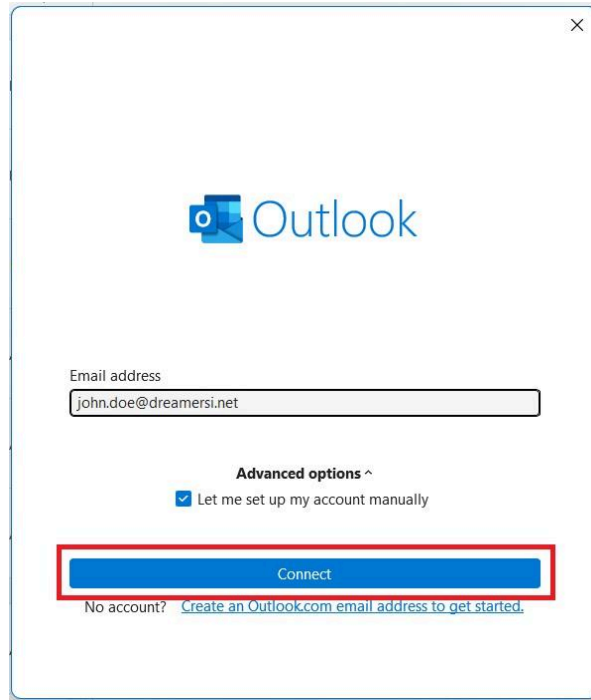 Outlook
Email address
john.doe@dreamersi.net
Advanced options ^
Let me set up my account manually
Connect
No account? Create an Outlook.com email address to get started.